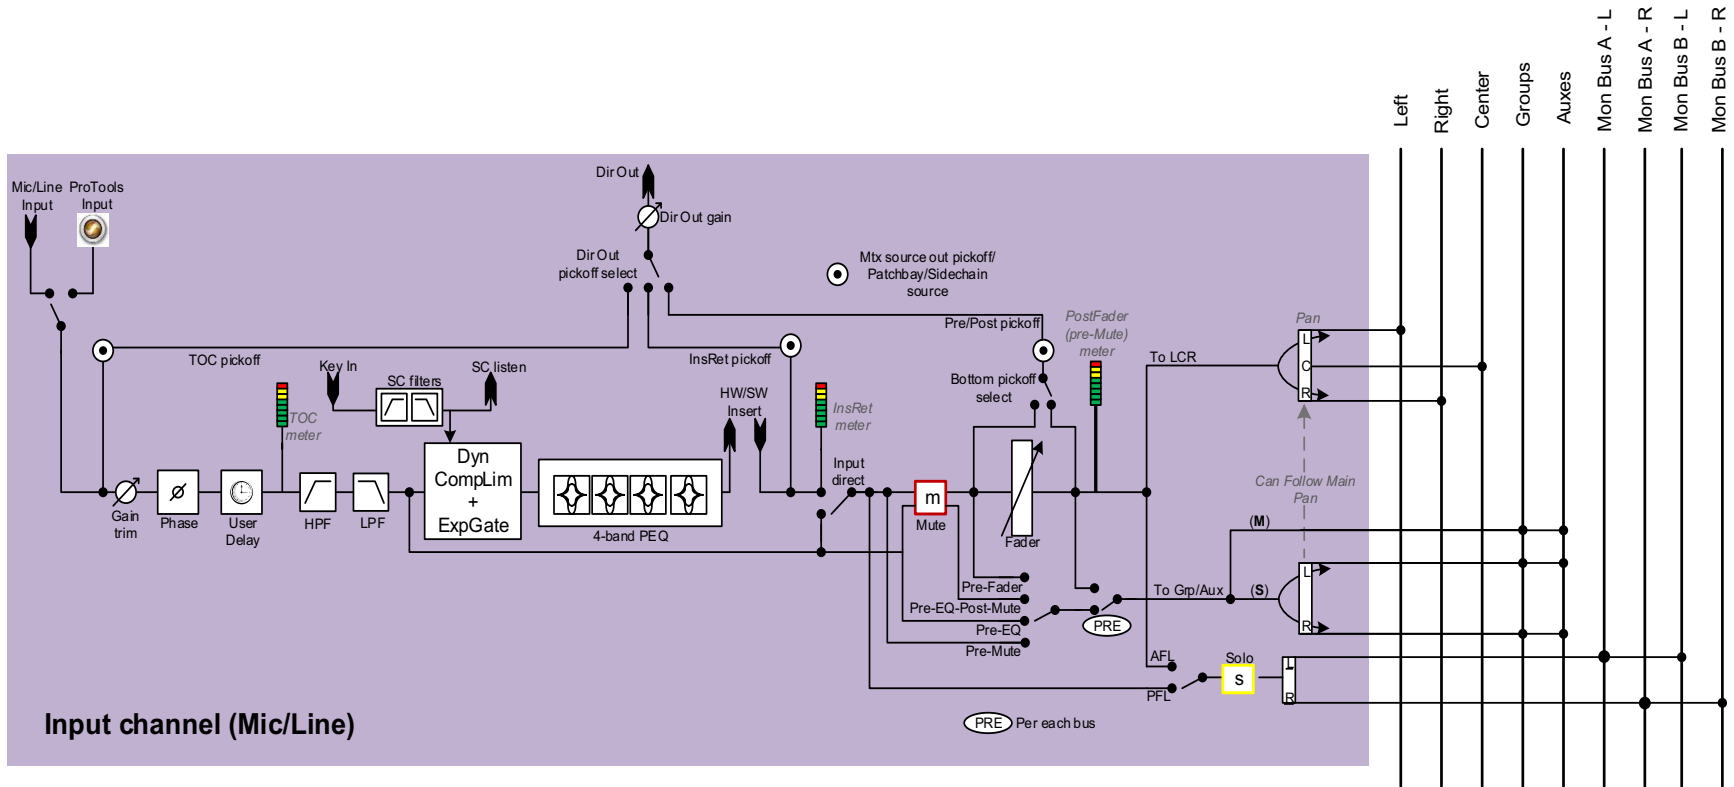 Left
Right
Center
Groups
Auxes
Mon Bus A - L
Mon Bus A - R
Mon Bus B - L
Mon Bus B - R
Mic/Line
Input
ProTools
Input
Dir Out
Dir Out gain
Dir Out
pickoff select
Mtx source out pickoff/
Patchbay/Sidechain
source
Pre/Post pickoff
PostFader
(pre-Mute)
meter
Pan
TOC pickoff
InsRet pickoff
To LCR
L
C
R
Key In
SC filters
SC listen
Bottom pickoff
select
HW/SW
Insert
TOC
meter
InsRet
meter
Dyn
CompLim
+
ExpGate
Input
direct
Can Follow Main
Pan
Gain
trim
Phase
User
Delay
HPF
LPF
4-band PEQ
m
Mute
Fader
(M)
Pre-Fader
Pre-EQ-Post-Mute
Pre-EQ
Pre-Mute
PRE
To Grp/Aux
(S)
L
R
AFL
PFL
Solo
s
L
R
Input channel (Mic/Line)
PRE
Per each bus